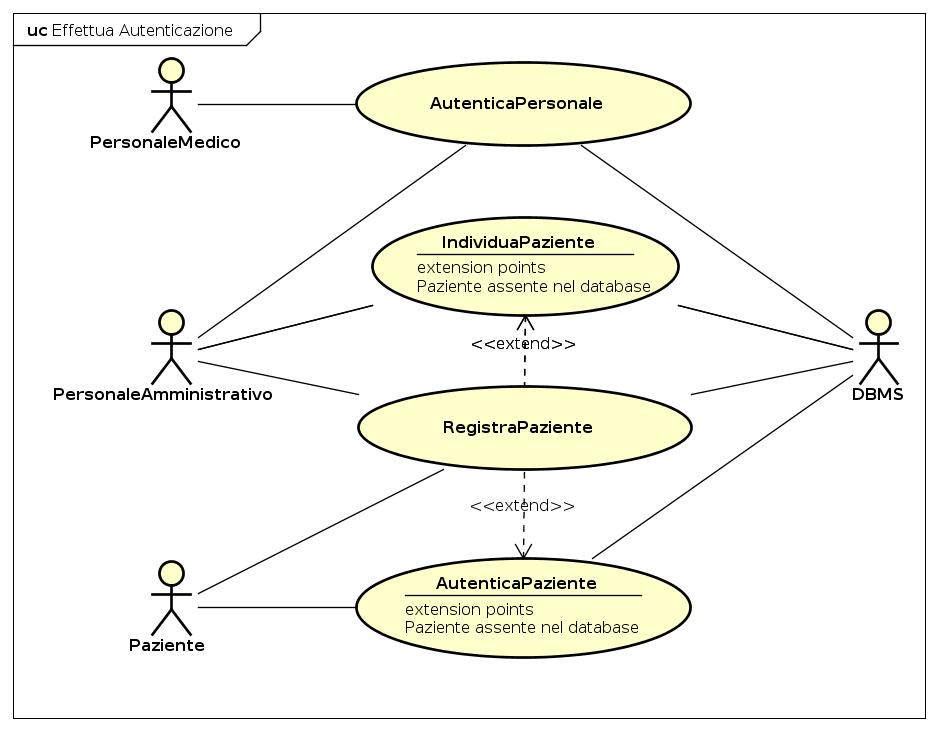 uc Effettua Autenticazione
PersonaleMedico
AutenticaPersonale
IndividuaPaziente
extension points
Paziente assente nel database
<<extend>>
PersonaleAmministrativo
DBMS
RegistraPaziente
<<extend>>
AutenticaPaziente
extension points
Paziente assente nel database
Paziente